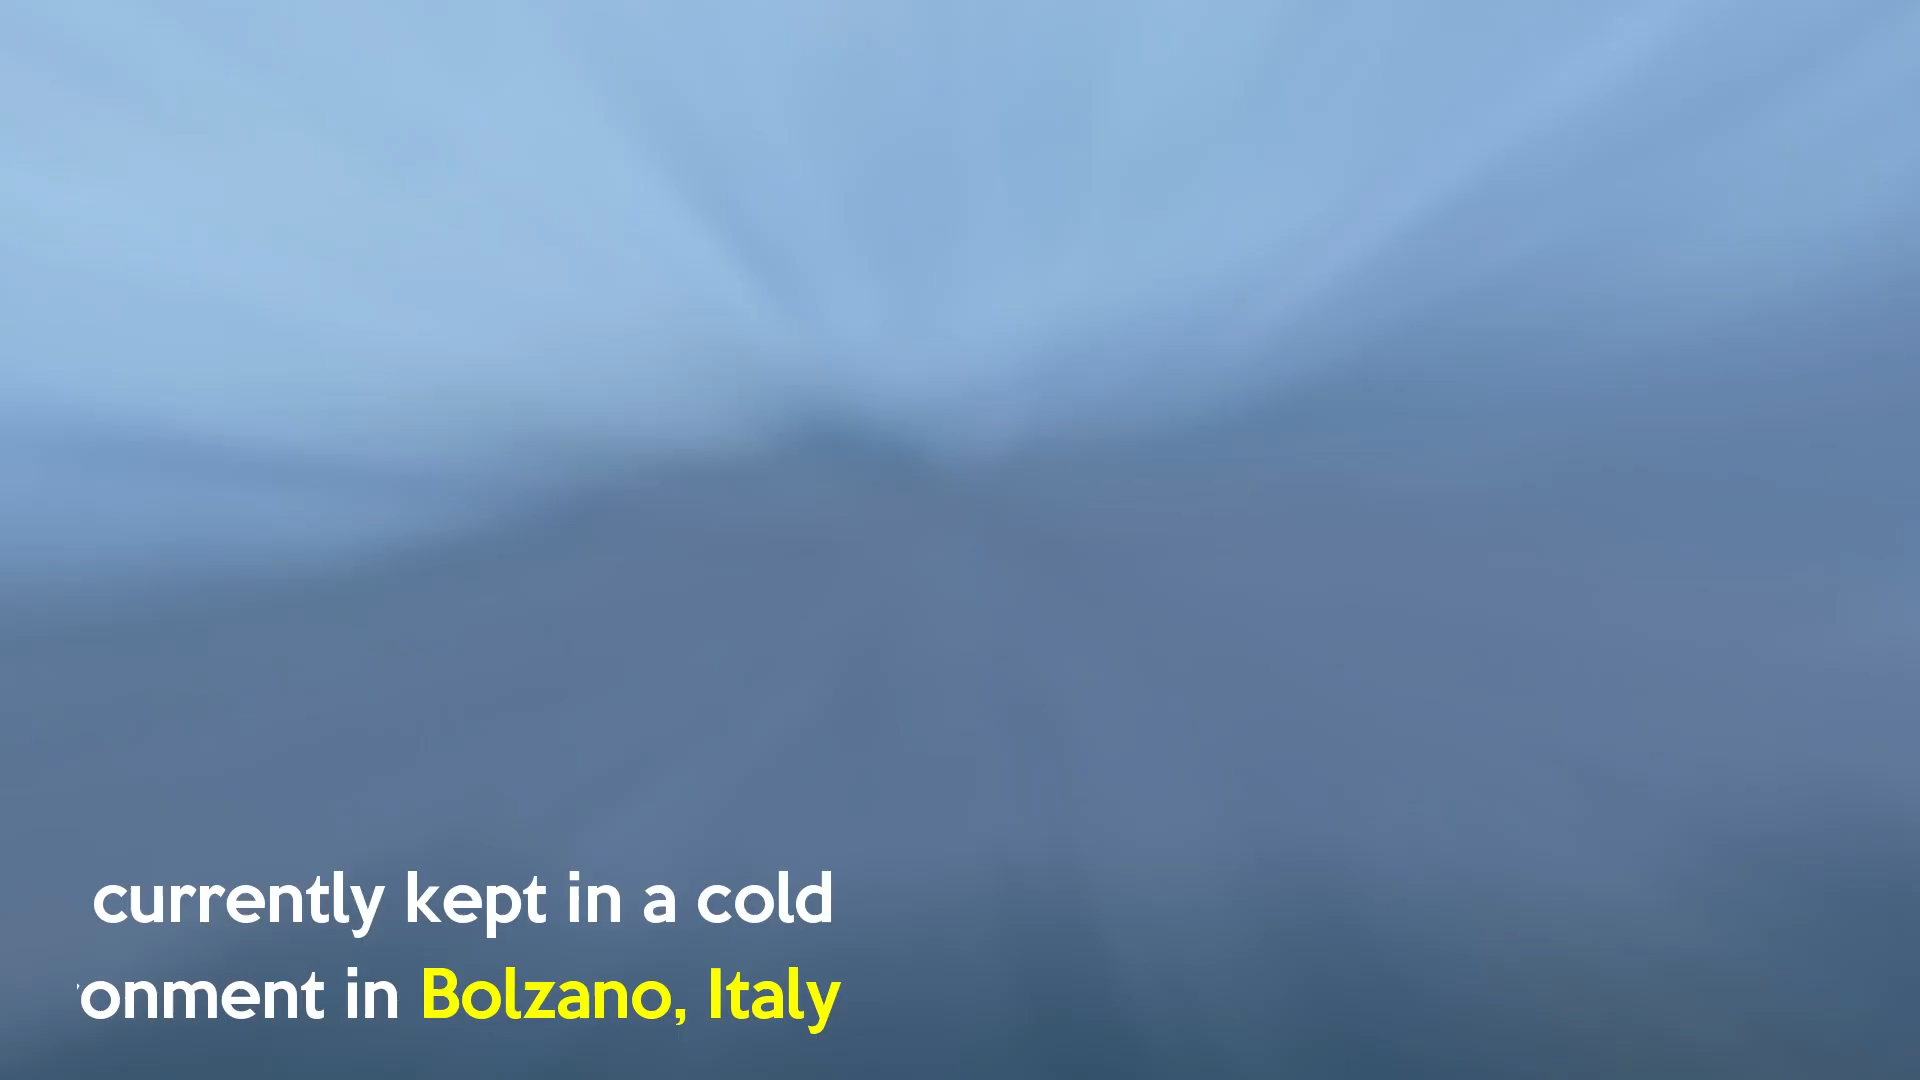 currently kept in a cold
onment in Bolzano, Italy